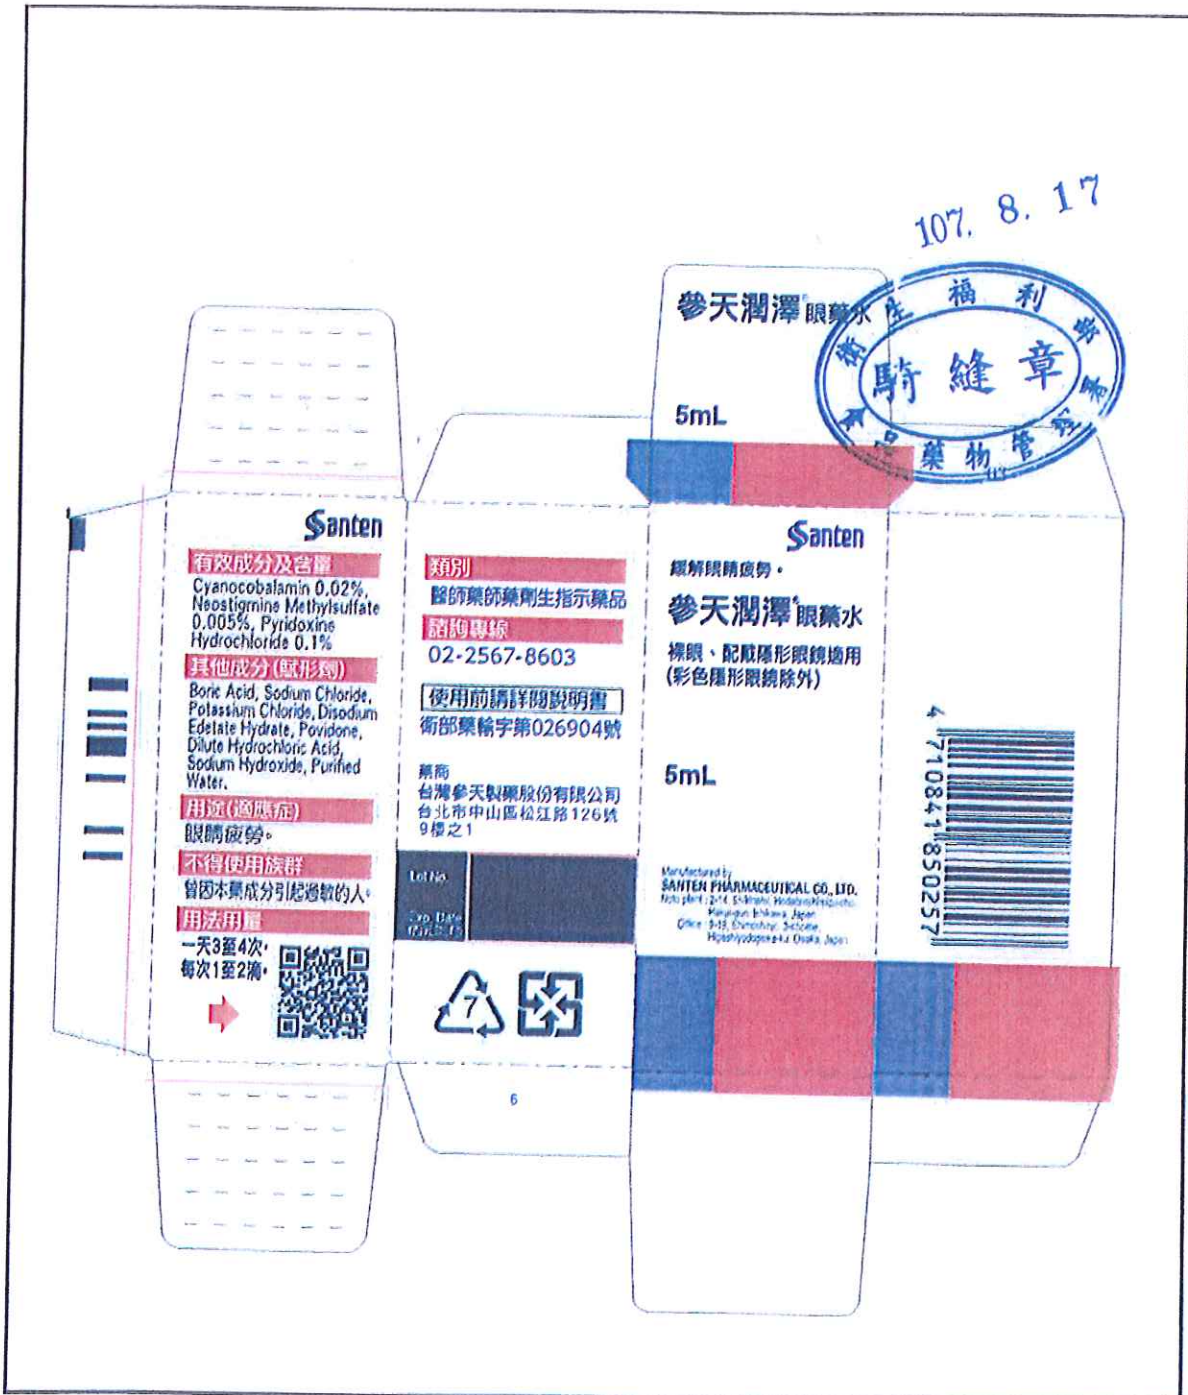 107. 8. 17
參天潤澤®眼藥水
5mL
衛生福利部食品藥物管理署
騎縫章
Santen
有效成分及含量
Cyanocobalamin 0.02%,
Neostigmine Methylsulfate
0.005%, Pyridoxine
Hydrochloride 0.1%
其他成分(賦形劑)
Boric Acid, Sodium Chloride,
Potassium Chloride, Disodium
Edetate Hydrate, Povidone,
Dilute Hydrochloric Acid,
Sodium Hydroxide, Purified
Water.
用途(適應症)
眼睛疲勞。
不得使用族群
曾因本藥成分引起過敏的人。
用法用量
一天3至4次，
每次1至2滴。
類別
醫師藥師藥劑生指示藥品
諮詢專線
02-2567-8603
使用前請詳閱說明書
衛部藥輸字第026904號
藥商
台灣參天製藥股份有限公司
台北市中山區松江路126號
9樓之1
Lot No.
Exp. Date
7
6
Santen
緩解眼睛疲勞。
參天潤澤®眼藥水
裸眼、配戴隱形眼鏡適用
(彩色隱形眼鏡除外)
5mL
Manufactured by
SANTEN PHARMACEUTICAL CO., LTD.
Ishikawa, Japan
Osaka, Japan
4 710841 850257